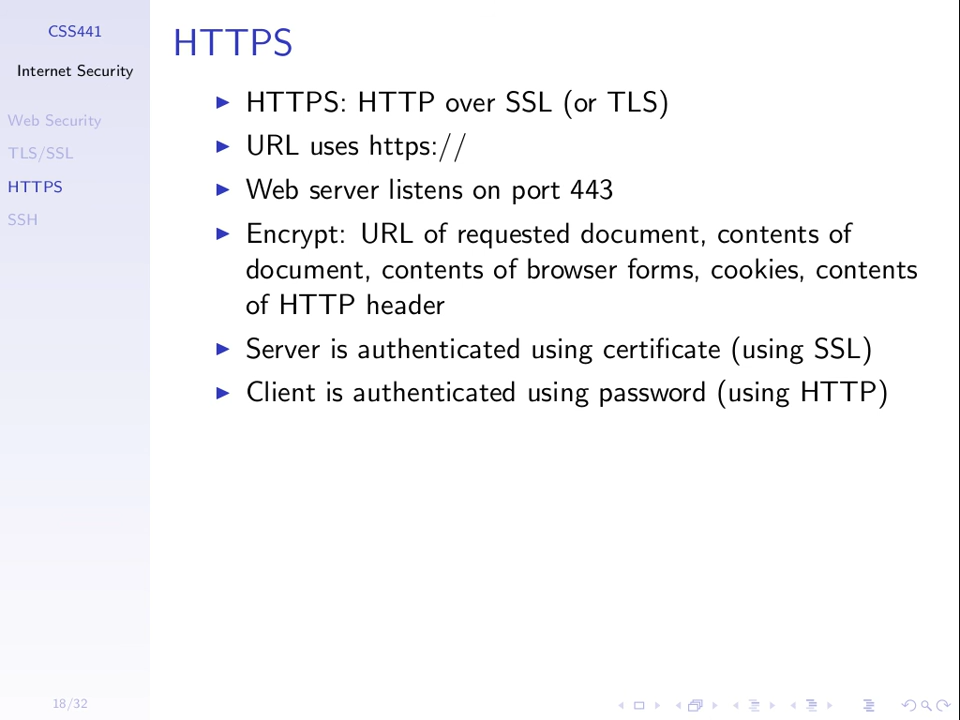 CSS441
Internet Security
Web Security
TLS/SSL
HTTPS
SSH
HTTPS
HTTPS: HTTP over SSL (or TLS)
URL uses https://
Web server listens on port 443
Encrypt: URL of requested document, contents of
document, contents of browser forms, cookies, contents
of HTTP header
Server is authenticated using certificate (using SSL)
Client is authenticated using password (using HTTP)
18/32